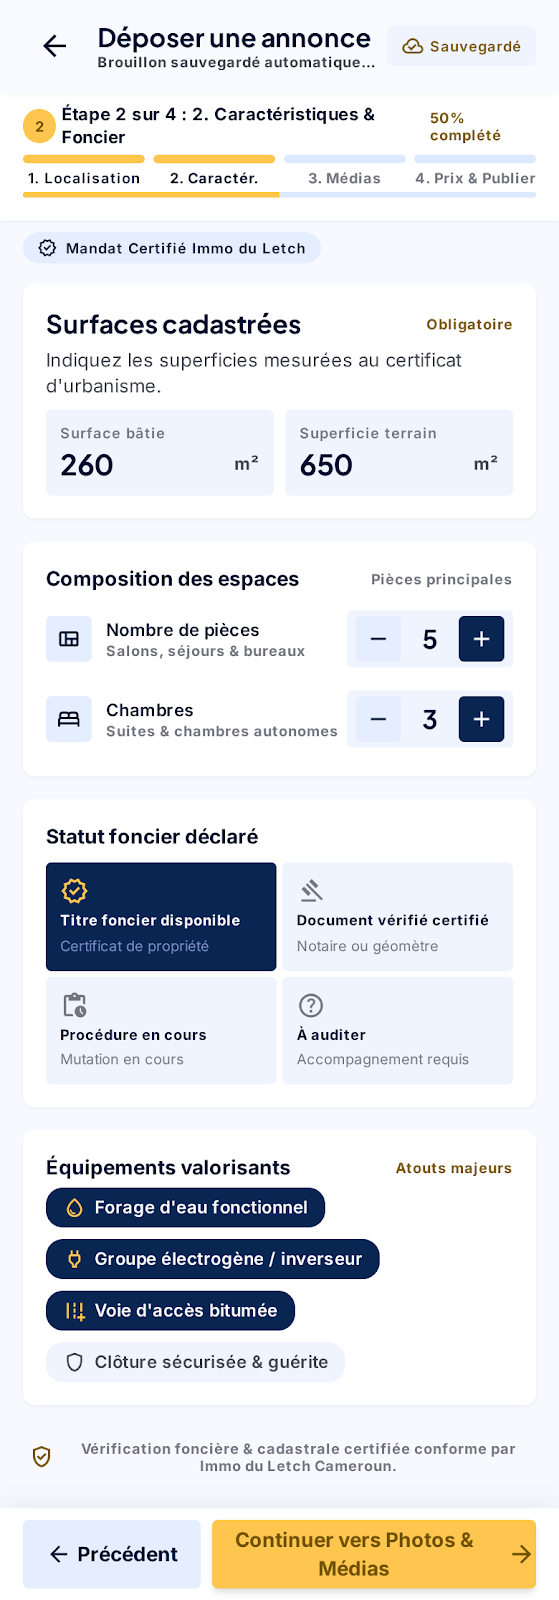 Déposer une annonce
Brouillon sauvegardé automatique...
Sauvegardé
2
Étape 2 sur 4 : 2. Caractéristiques &
Foncier
50%
complété
1. Localisation
2. Caractér.
3. Médias
4. Prix & Publier
Mandat Certifié Immo du Letch
Surfaces cadastrées
Obligatoire
Indiquez les superficies mesurées au certificat
d'urbanisme.
Surface bâtie
260
m²
Superficie terrain
650
m²
Composition des espaces
Pièces principales
Nombre de pièces
Salons, séjours & bureaux
− 5 +
Chambres
Suites & chambres autonomes
− 3 +
Statut foncier déclaré
Titre foncier disponible
Certificat de propriété
Document vérifié certifié
Notaire ou géomètre
Procédure en cours
Mutation en cours
À auditer
Accompagnement requis
Équipements valorisants
Atouts majeurs
Forage d'eau fonctionnel
Groupe électrogène / inverseur
Voie d'accès bitumée
Clôture sécurisée & guérite
Vérification foncière & cadastrale certifiée conforme par
Immo du Letch Cameroun.
Précédent
Continuer vers Photos &
Médias